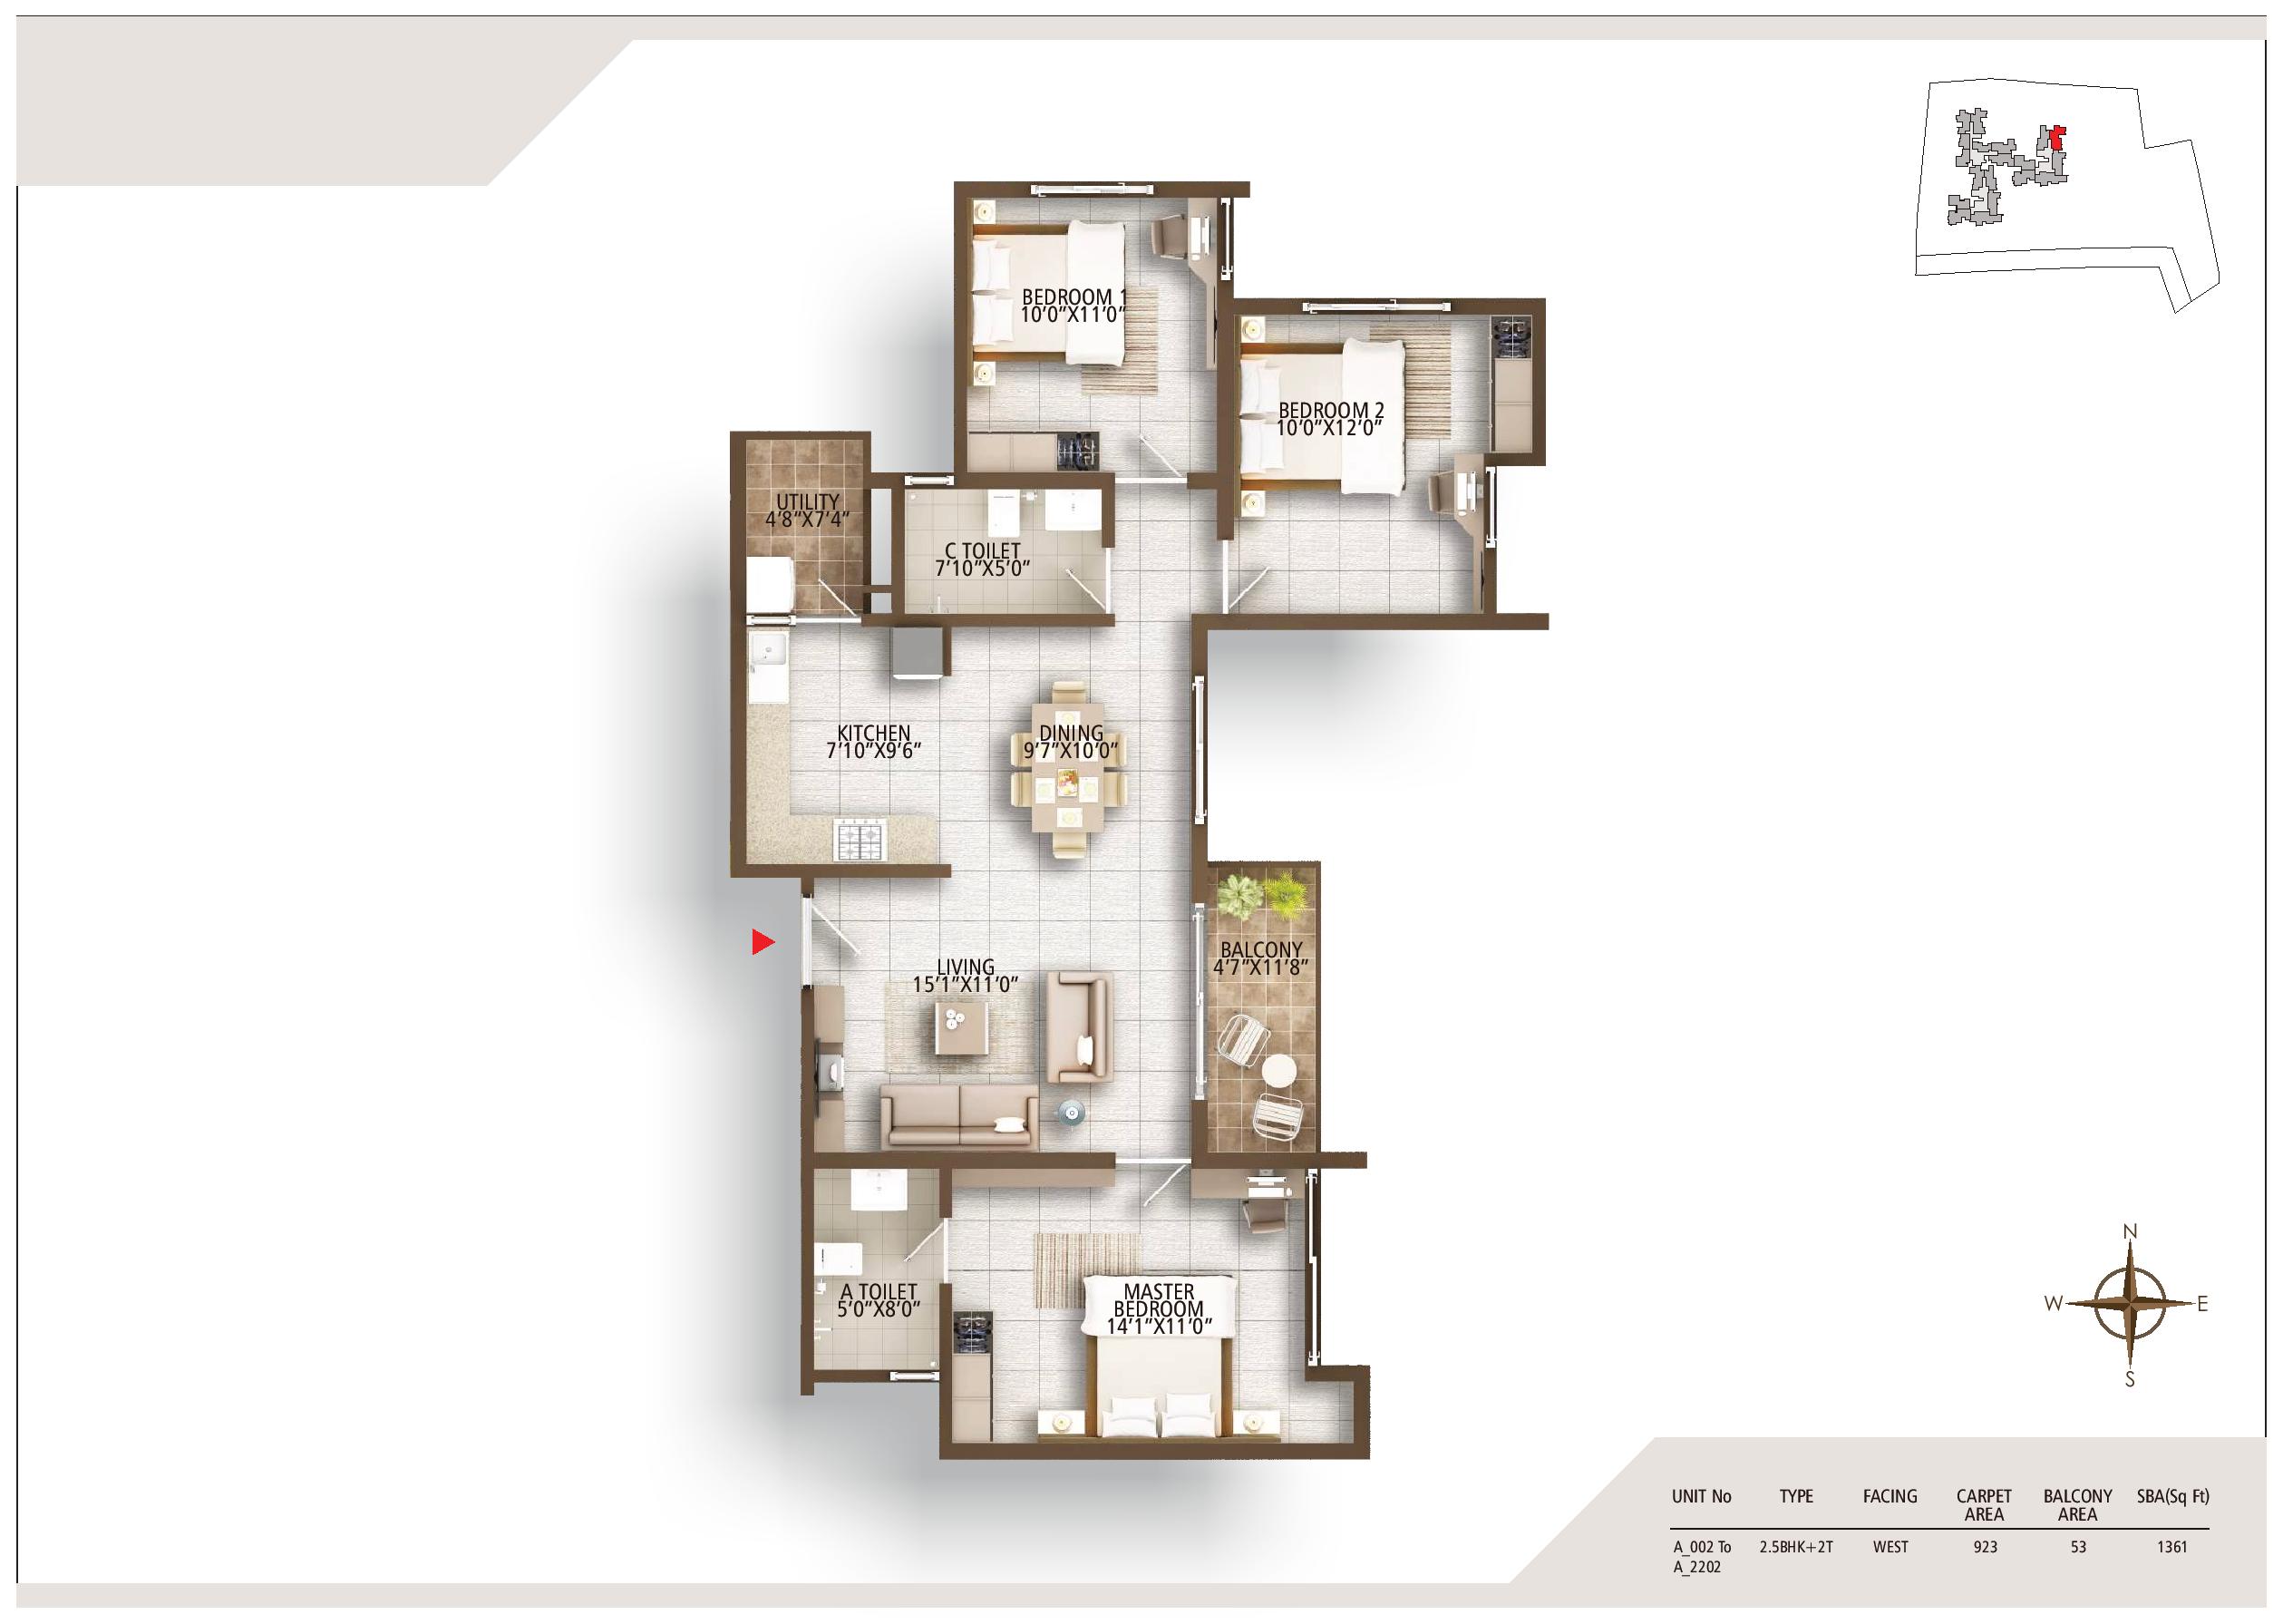 BEDROOM 1
10'0"X11'0"
BEDROOM 2
10'0"X12'0"
UTILITY
4'8"X7'4"
C TOILET
7'10"X5'0"
KITCHEN
7'10"X9'6"
DINING
9'7"X10'0"
BALCONY
4'7"X11'8"
LIVING
15'1"X11'0"
A TOILET
5'0"X8'0"
MASTER
BEDROOM
14'1"X11'0"
N
W E
S
UNIT No TYPE FACING CARPET AREA BALCONY AREA SBA(Sq Ft)
A_002 To A_2202 2.5BHK+2T WEST 923 53 1361